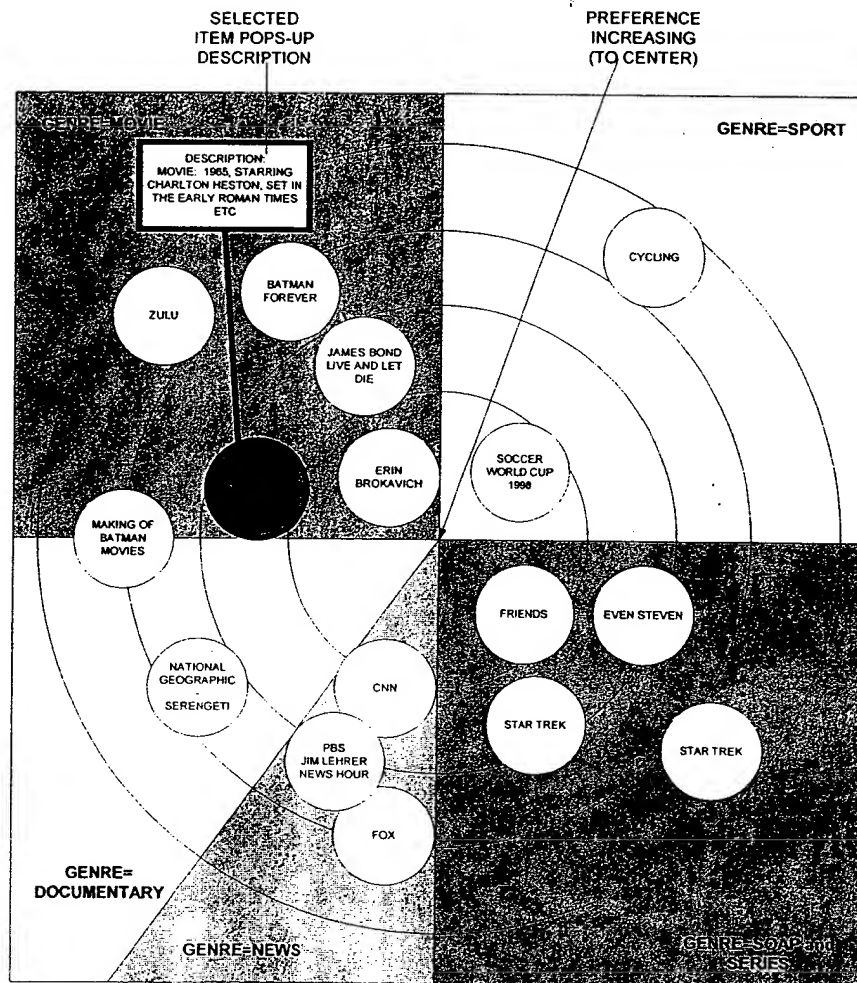 SELECTED
ITEM POPS-UP
DESCRIPTION
PREFERENCE
INCREASING
(TO CENTER)
GENRE=MOVIE
GENRE=SPORT
DESCRIPTION:
MOVIE: 1965, STARRING
CHARLTON HESTON, SET IN
THE EARLY ROMAN TIMES
ETC
CYCLING
ZULU
BATMAN
FOREVER
JAMES BOND
LIVE AND LET
DIE
ERIN
BROKAVICH
SOCCER
WORLD CUP
1998
MAKING OF
BATMAN
MOVIES
FRIENDS
EVEN STEVEN
NATIONAL
GEOGRAPHIC
-
SERENGETI
CNN
STAR TREK
STAR TREK
PBS
JIM LEHRER
NEWS HOUR
FOX
GENRE=
DOCUMENTARY
GENRE=NEWS
GENRE=SOAP and
SERIES